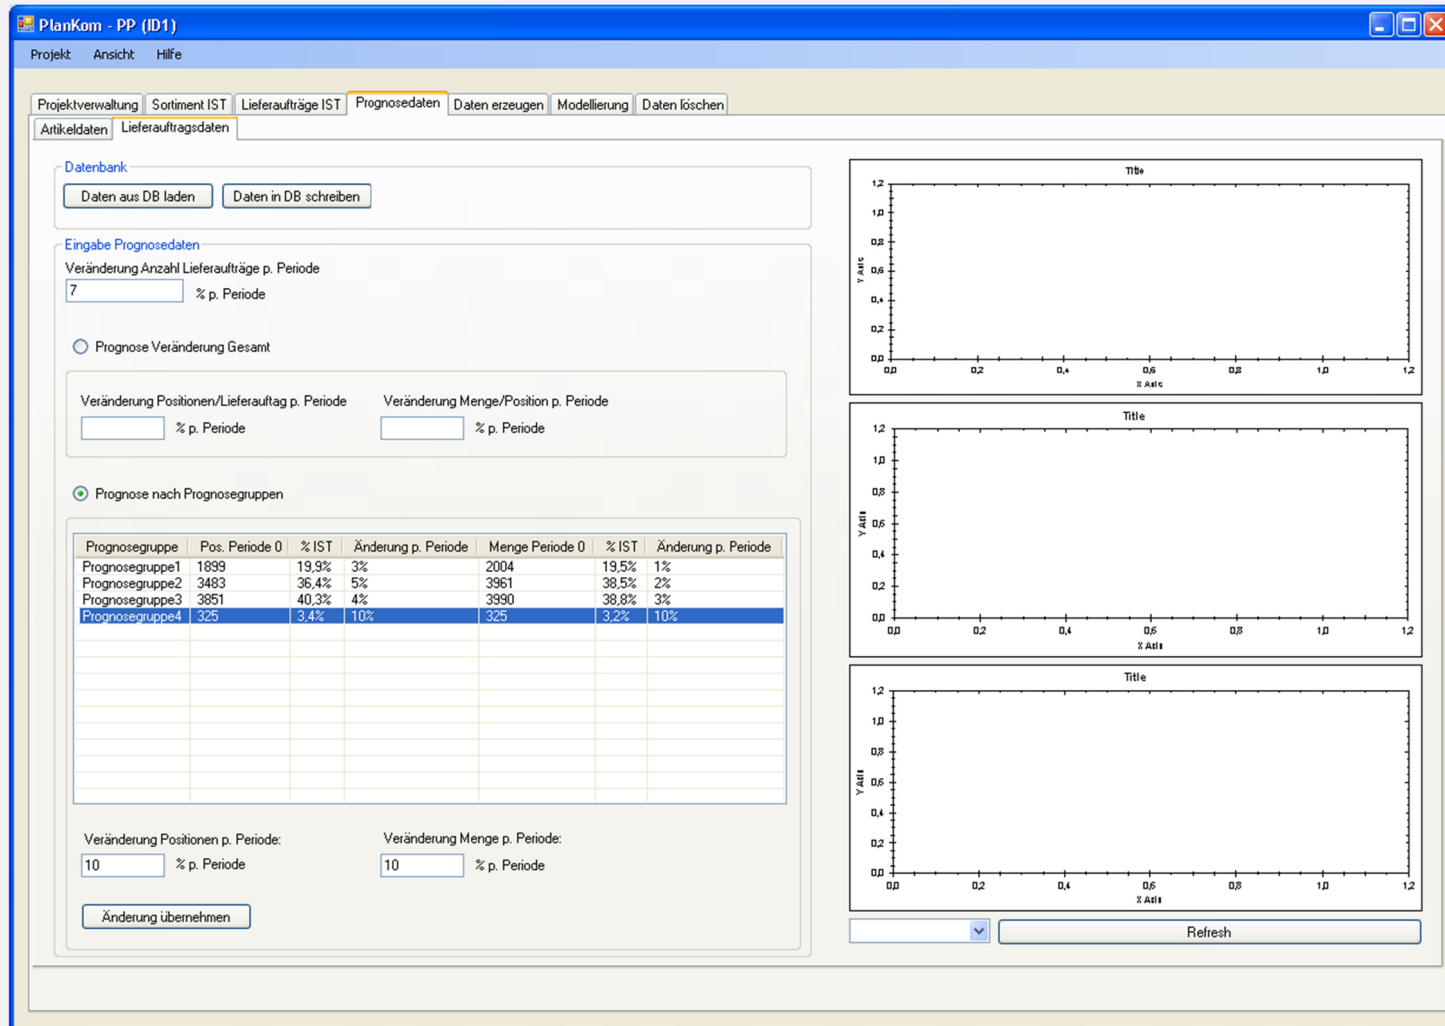 PlanKom - PP (ID1)
Projekt Ansicht Hilfe
Projektverwaltung Sortiment IST Lieferaufträge IST Prognosedaten Daten erzeugen Modellierung Daten löschen
Artikeldaten Lieferauftragsdaten
Datenbank
Daten aus DB laden Daten in DB schreiben
Eingabe Prognosedaten
Veränderung Anzahl Lieferaufträge p. Periode
7 % p. Periode
Prognose Veränderung Gesamt
Veränderung Positionen/Lieferauftag p. Periode Veränderung Menge/Position p. Periode
% p. Periode % p. Periode
Prognose nach Prognosegruppen
Prognosegruppe Pos. Periode 0 % IST Änderung p. Periode Menge Periode 0 % IST Änderung p. Periode
Prognosegruppe1 1899 19,9% 3% 2004 19,5% 1%
Prognosegruppe2 3483 36,4% 5% 3961 38,5% 2%
Prognosegruppe3 3851 40,3% 4% 3990 38,8% 3%
Prognosegruppe4 325 3,4% 10% 325 3,2% 10%
Veränderung Positionen p. Periode: Veränderung Menge p. Periode:
10 % p. Periode 10 % p. Periode
Änderung übernehmen
Title
1,2
1,0
0,8
0,6
0,4
0,2
0,0
Y Axis
0,0 0,2 0,4 0,6 0,8 1,0 1,2
X Axis
Title
1,2
1,0
0,8
0,6
0,4
0,2
0,0
Y Axis
0,0 0,2 0,4 0,6 0,8 1,0 1,2
X Axis
Title
1,2
1,0
0,8
0,6
0,4
0,2
0,0
Y Axis
0,0 0,2 0,4 0,6 0,8 1,0 1,2
X Axis
Refresh